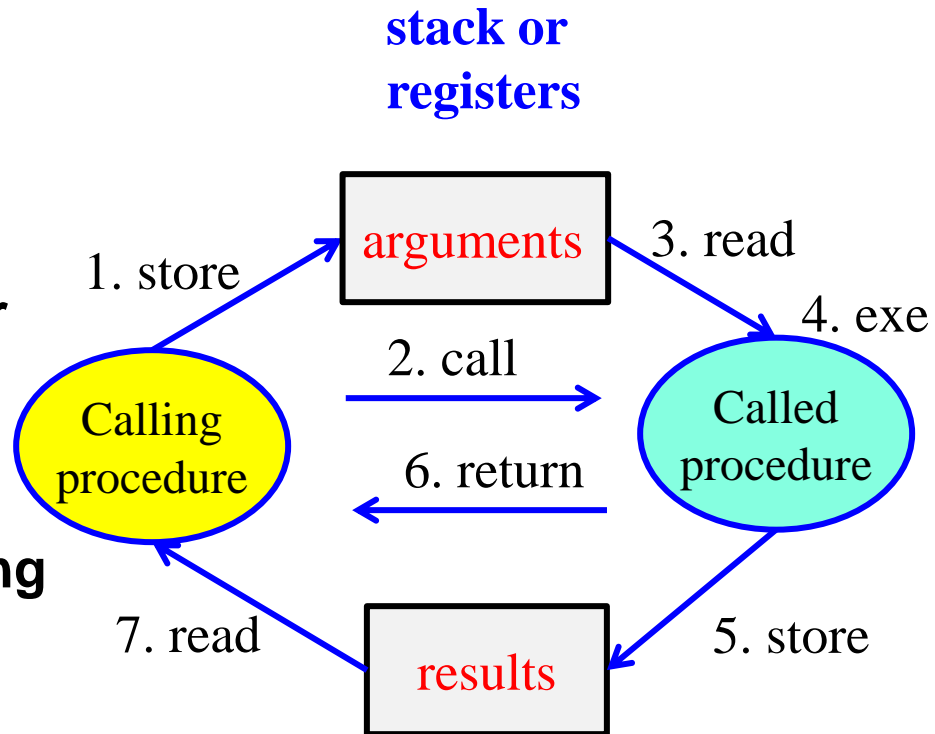 stack or
registers
arguments
1. store
3. read
4. exe
2. call
Calling
procedure
Called
procedure
6. return
ng
7. read
5. store
results